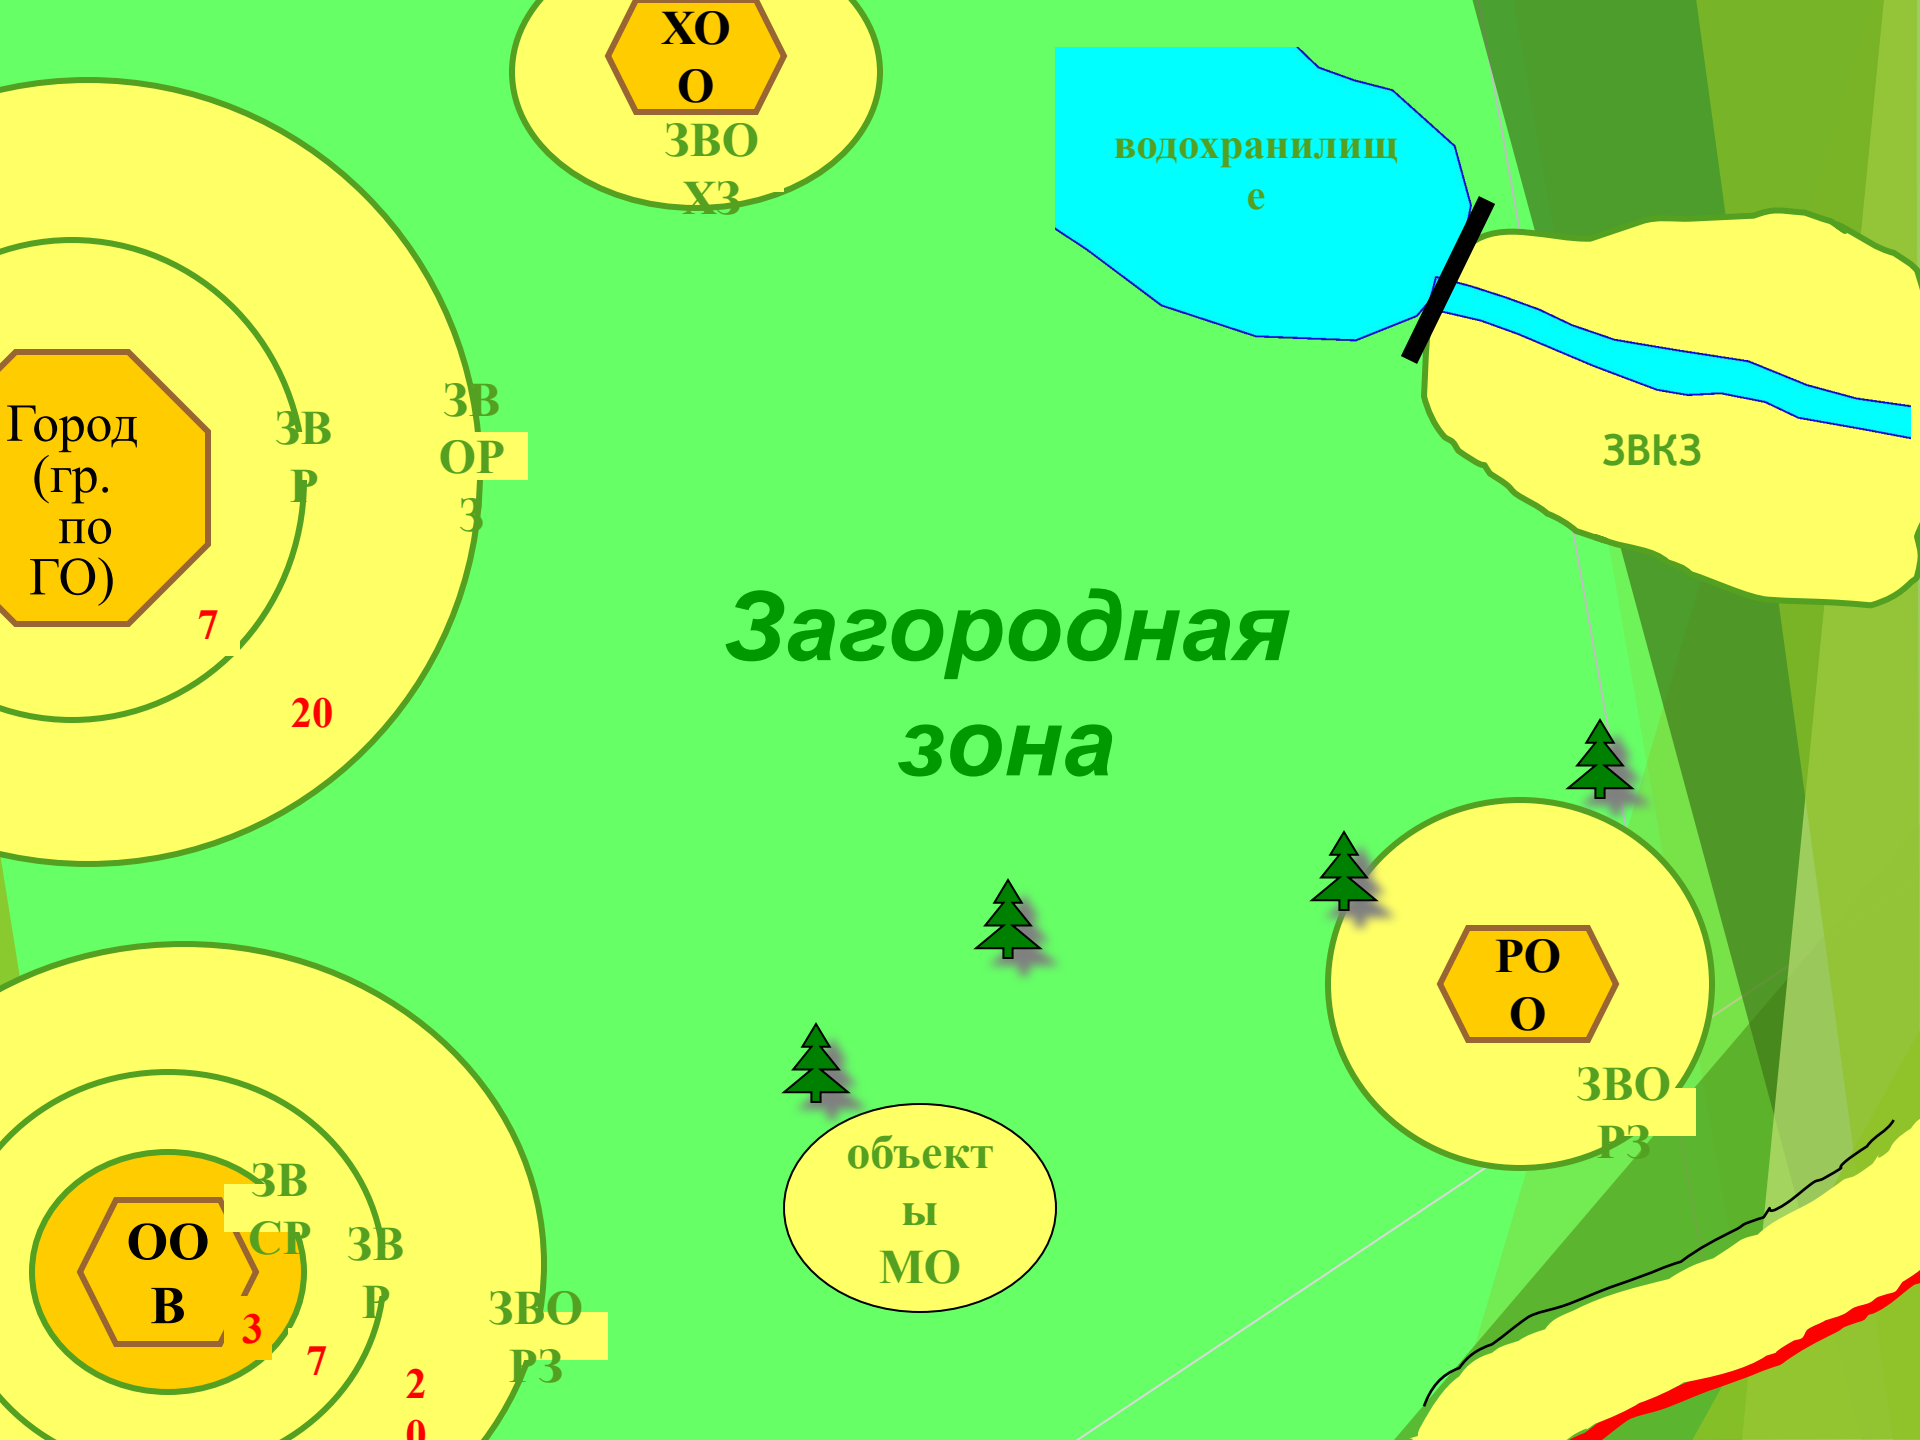 ХО
О
ЗВО
ХЗ
водохранилищ
е
ЗВКЗ
Город
(гр.
по
ГО)
ЗВ
Р
ЗВ
ОР
З
7
20
Загородная
зона
РО
О
ЗВО
РЗ
объект
ы
МО
ОО
В
ЗВ
СР
ЗВ
Р
ЗВО
РЗ
3
7
2
0